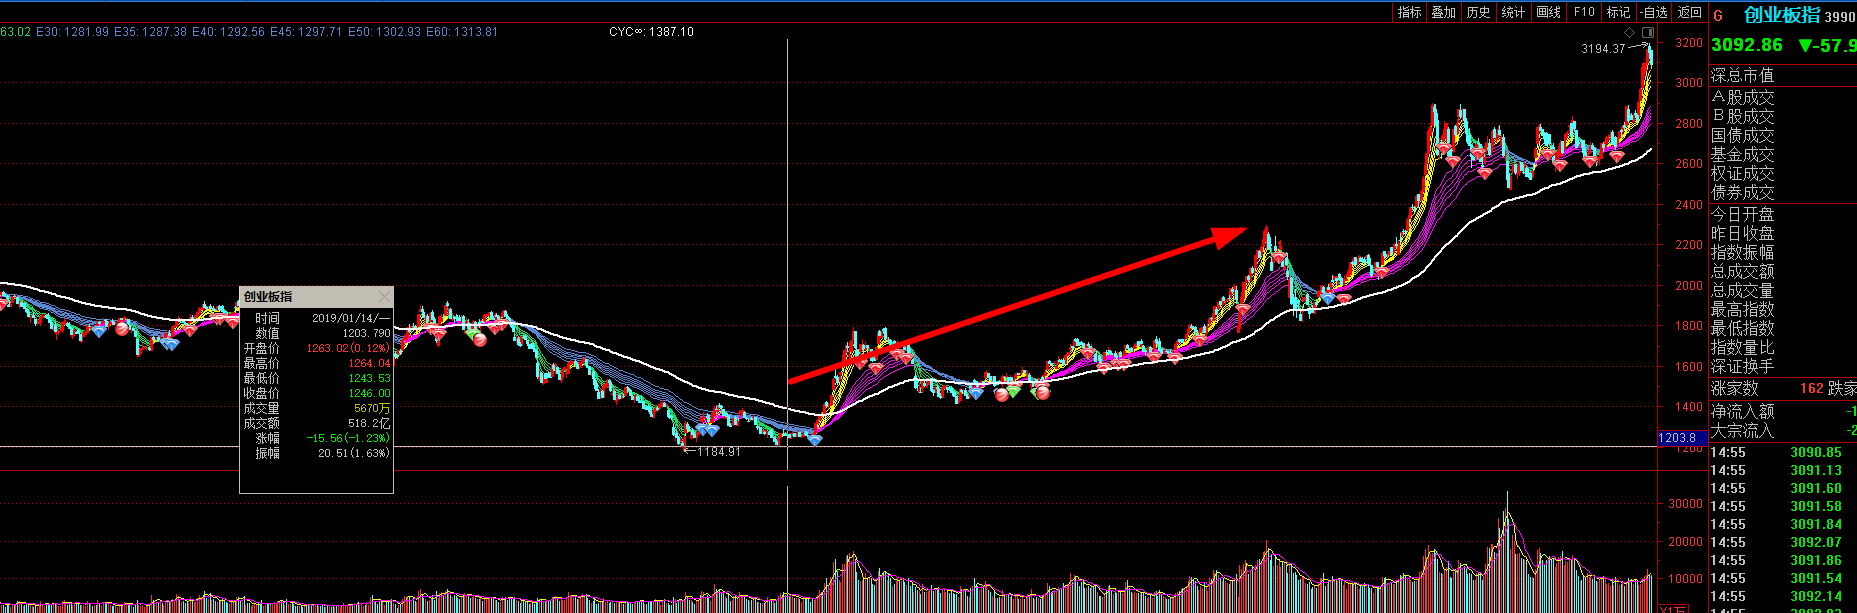 指标 叠加 历史 统计 画线 F10 标记 -自选 返回
G 创业板指 3990
63.02 E30: 1281.99 E35: 1287.38 E40: 1292.56 E45: 1297.71 E50: 1302.93 E60: 1313.81
CYC∞: 1387.10
3092.86 ▼-57.9
3194.37
3200
3000
2800
2600
2400
2200
2000
1800
1600
1400
1203.8
1200
30000
20000
10000
X1万
1184.91
创业板指
时间 2019/01/14/一
数值 1203.790
开盘价 1263.02(0.12%)
最高价 1264.04
最低价 1243.53
收盘价 1246.00
成交量 5670万
成交额 518.2亿
涨幅 -15.56(-1.23%)
振幅 20.51(1.63%)
深总市值
A股成交
B股成交
国债成交
基金成交
权证成交
债券成交
今日开盘
昨日收盘
指数振幅
总成交额
总成交量
最高指数
最低指数
指数量比
深证换手
涨家数 162 跌家
净流入额 -1
大宗流入 -2
14:55 3090.85
14:55 3091.13
14:55 3091.60
14:55 3091.58
14:55 3091.84
14:55 3092.07
14:55 3091.86
14:55 3091.54
14:55 3092.14